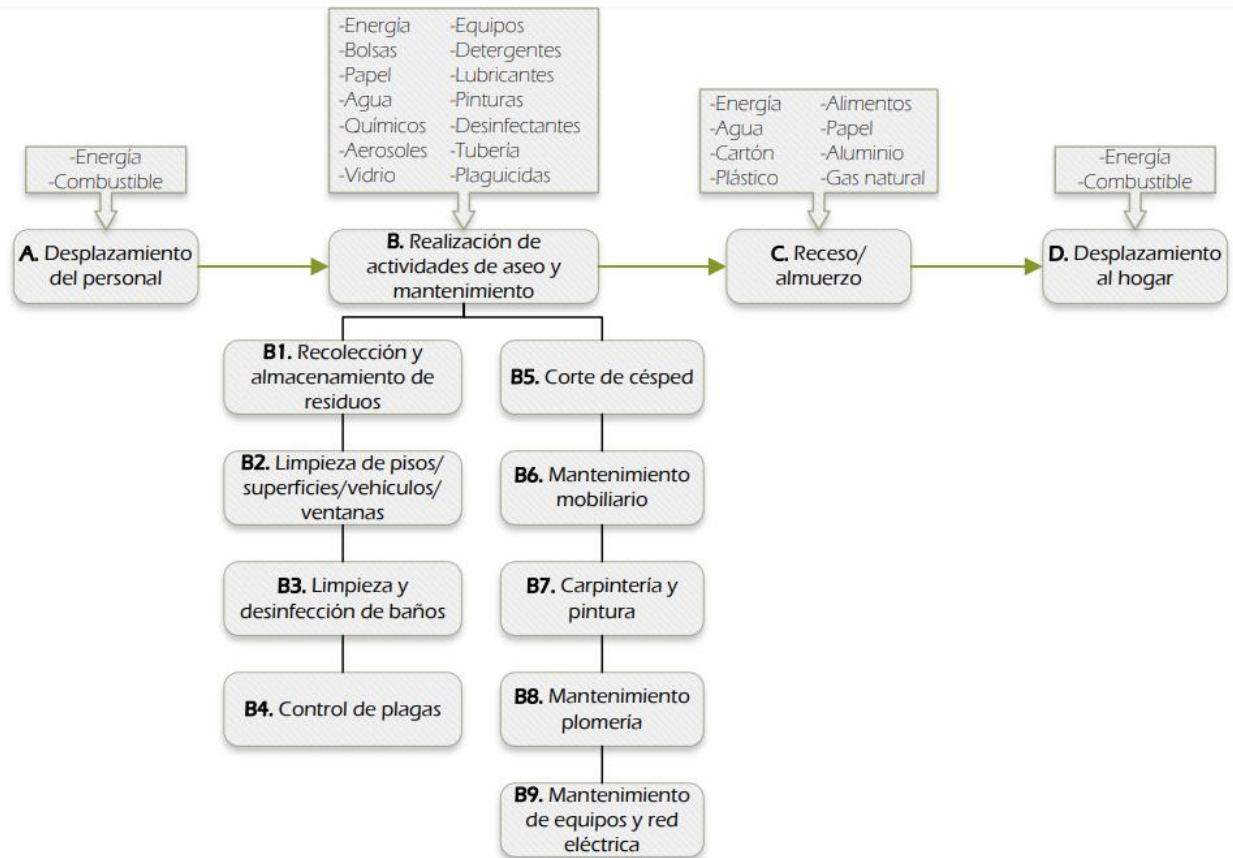 -Energía
-Bolsas
-Papel
-Agua
-Químicos
-Aerosoles
-Vidrio
-Equipos
-Detergentes
-Lubricantes
-Pinturas
-Desinfectantes
-Tubería
-Plaguicidas
-Energía
-Agua
-Cartón
-Plástico
-Alimentos
-Papel
-Aluminio
-Gas natural
-Energía
-Combustible
-Energía
-Combustible
A. Desplazamiento
del personal
B. Realización de
actividades de aseo y
mantenimiento
C. Receso/
almuerzo
D. Desplazamiento
al hogar
B1. Recolección y
almacenamiento de
residuos
B2. Limpieza de pisos/
superficies/vehículos/
ventanas
B3. Limpieza y
desinfección de baños
B4. Control de plagas
B5. Corte de césped
B6. Mantenimiento
mobiliario
B7. Carpintería y
pintura
B8. Mantenimiento
plomería
B9. Mantenimiento
de equipos y red
eléctrica